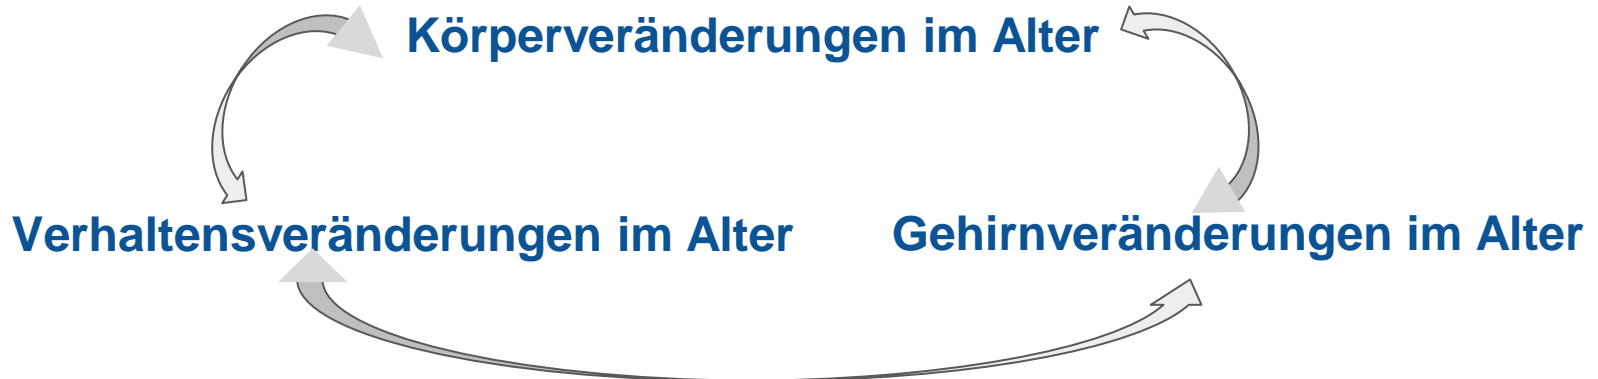 Körperveränderungen im Alter
Verhaltensveränderungen im Alter
Gehirnveränderungen im Alter